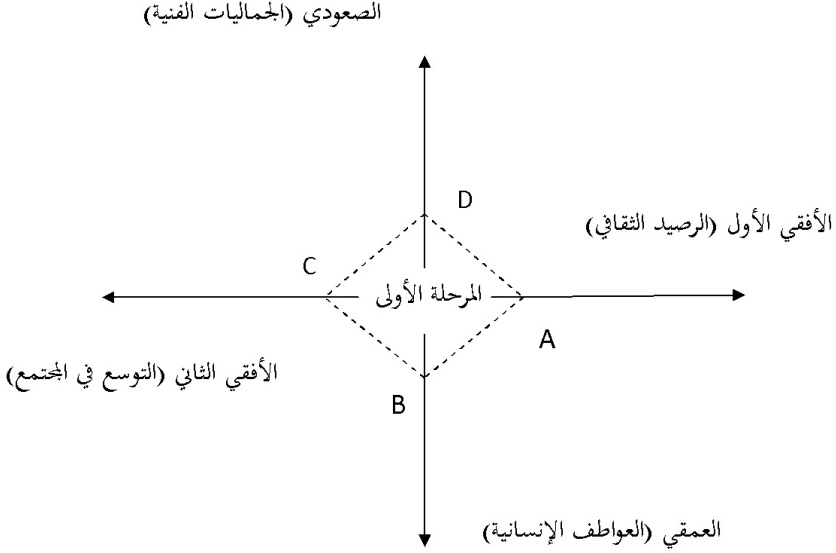 الصعودي (الجماليات الفنية)
D
الأفقي الأول (الرصيد الثقافي)
C
المرحلة الأولى
A
الأفقي الثاني (التوسع في المجتمع)
B
العمقي (العواطف الإنسانية)